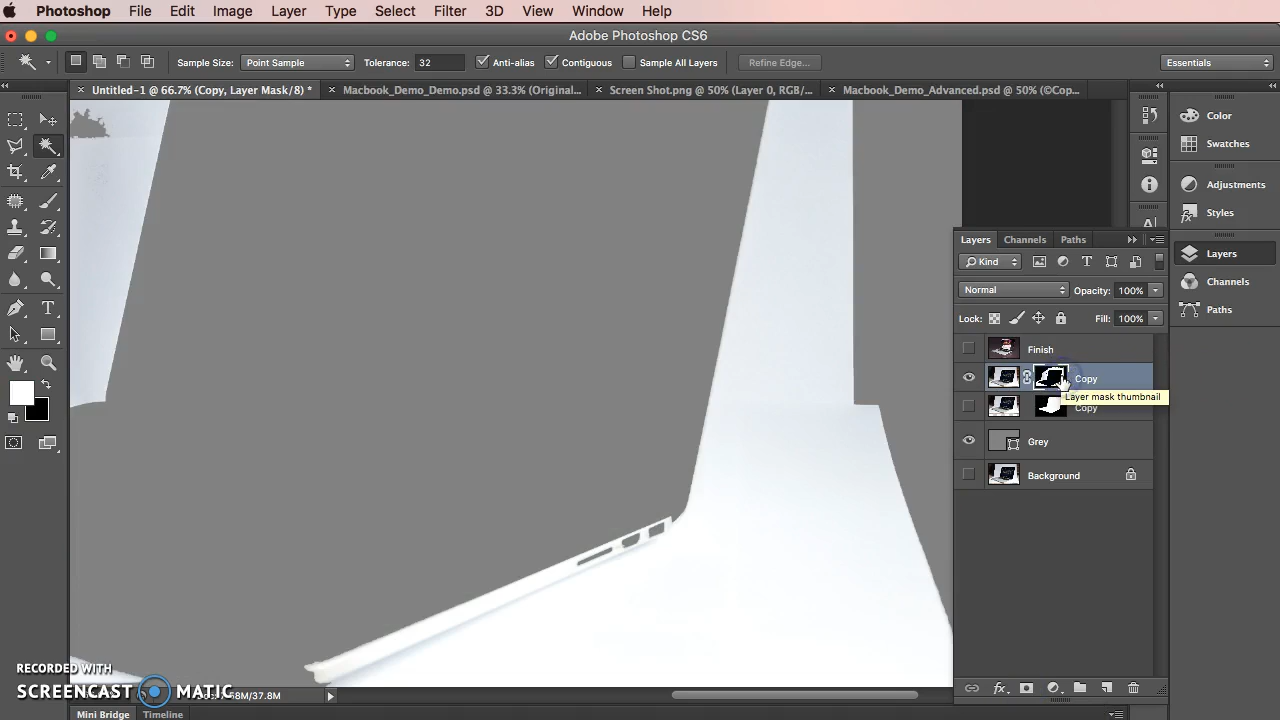 Photoshop File Edit Image Layer Type Select Filter 3D View Window Help
Adobe Photoshop CS6
Sample Size: Point Sample Tolerance: 32 Anti-alias Contiguous Sample All Layers Refine Edge... Essentials
Untitled-1 @ 66.7% (Copy, Layer Mask/8) * Macbook_Demo_Demo.psd @ 33.3% (Original... Screen Shot.png @ 50% (Layer 0, RGB/... Macbook_Demo_Advanced.psd @ 50% (©Cop...
Color
Swatches
Adjustments
Styles
Layers
Channels
Paths
Layers Channels Paths
Kind
Normal Opacity: 100%
Lock: Fill: 100%
Finish
Copy
Layer mask thumbnail
Copy
Grey
Background
RECORDED WITH
SCREENCAST MATIC
M/37.8M
Mini Bridge Timeline